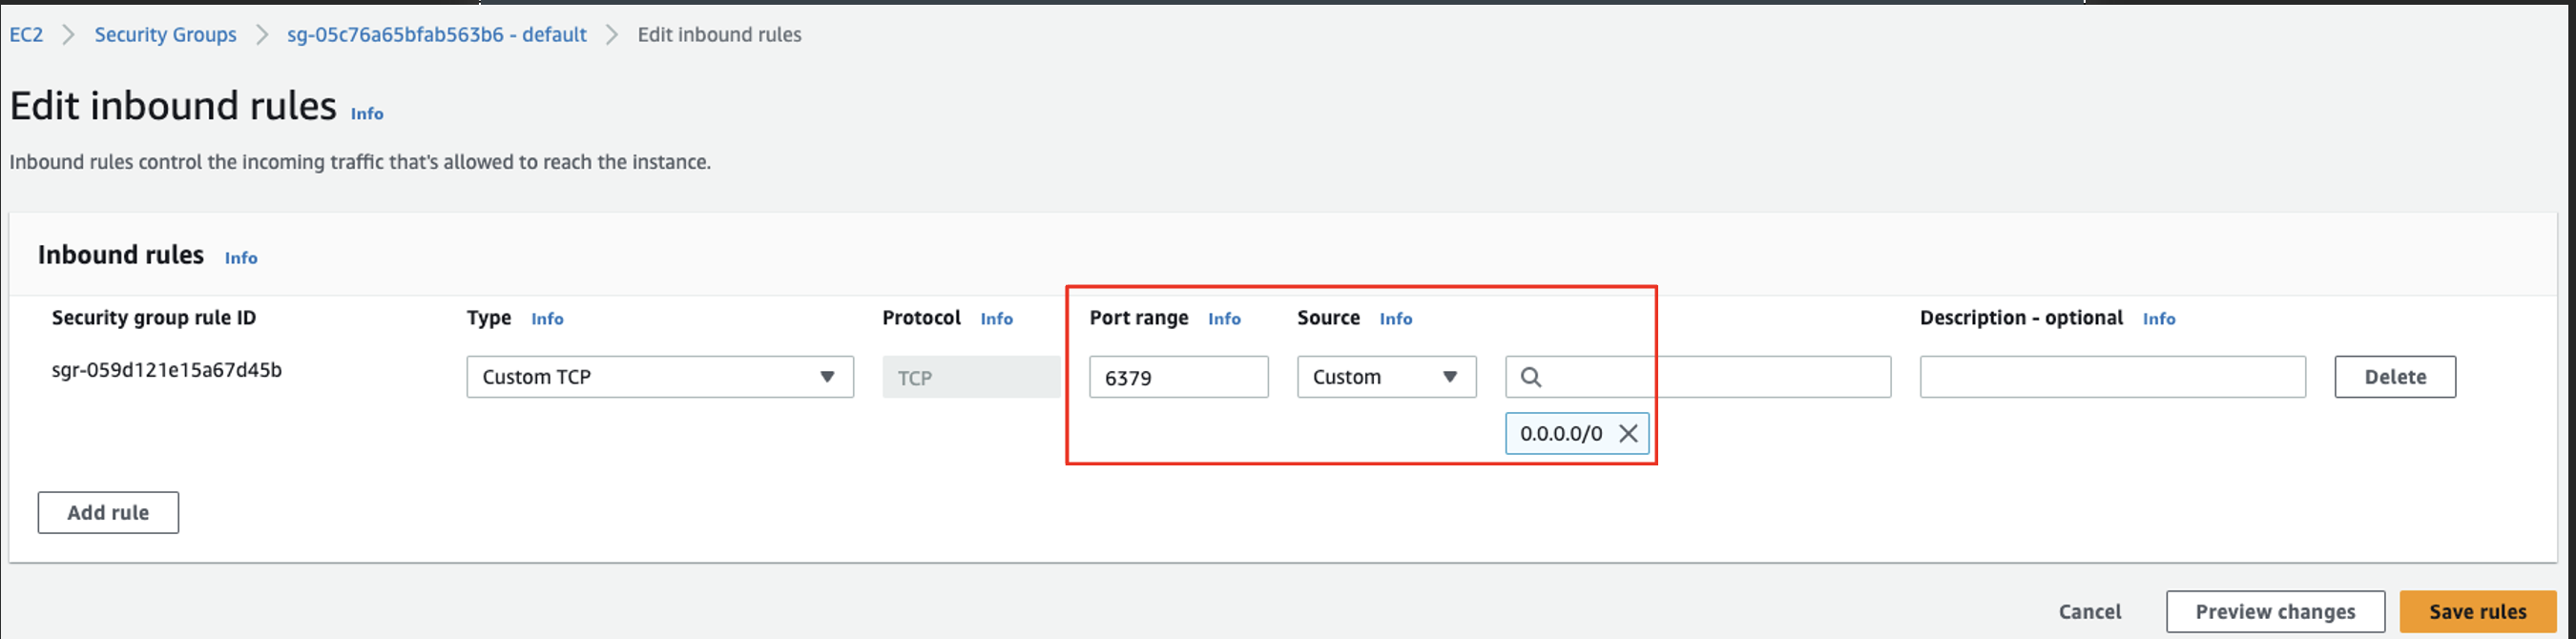 EC2 > Security Groups > sg-05c76a65bfab563b6 - default > Edit inbound rules
Edit inbound rules Info
Inbound rules control the incoming traffic that's allowed to reach the instance.
Inbound rules Info
Security group rule ID Type Info Protocol Info Port range Info Source Info Description - optional Info
sgr-059d121e15a67d45b Custom TCP TCP 6379 Custom Delete
0.0.0.0/0
Add rule
Cancel Preview changes Save rules